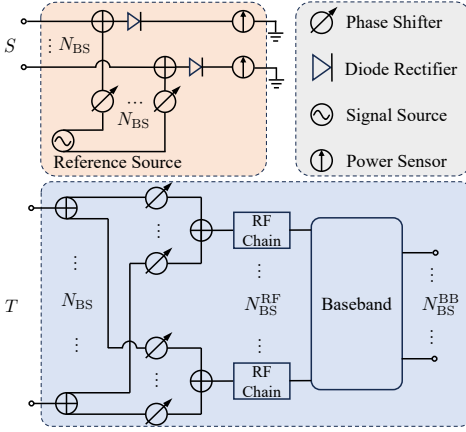 S
⋮ N_BS
... N_BS
Reference Source
Phase Shifter
Diode Rectifier
Signal Source
Power Sensor
T
⋮ N_BS ⋮
⋮
⋮
RF Chain
⋮ N_BS^RF ⋮
RF Chain
Baseband
⋮ N_BS^BB ⋮